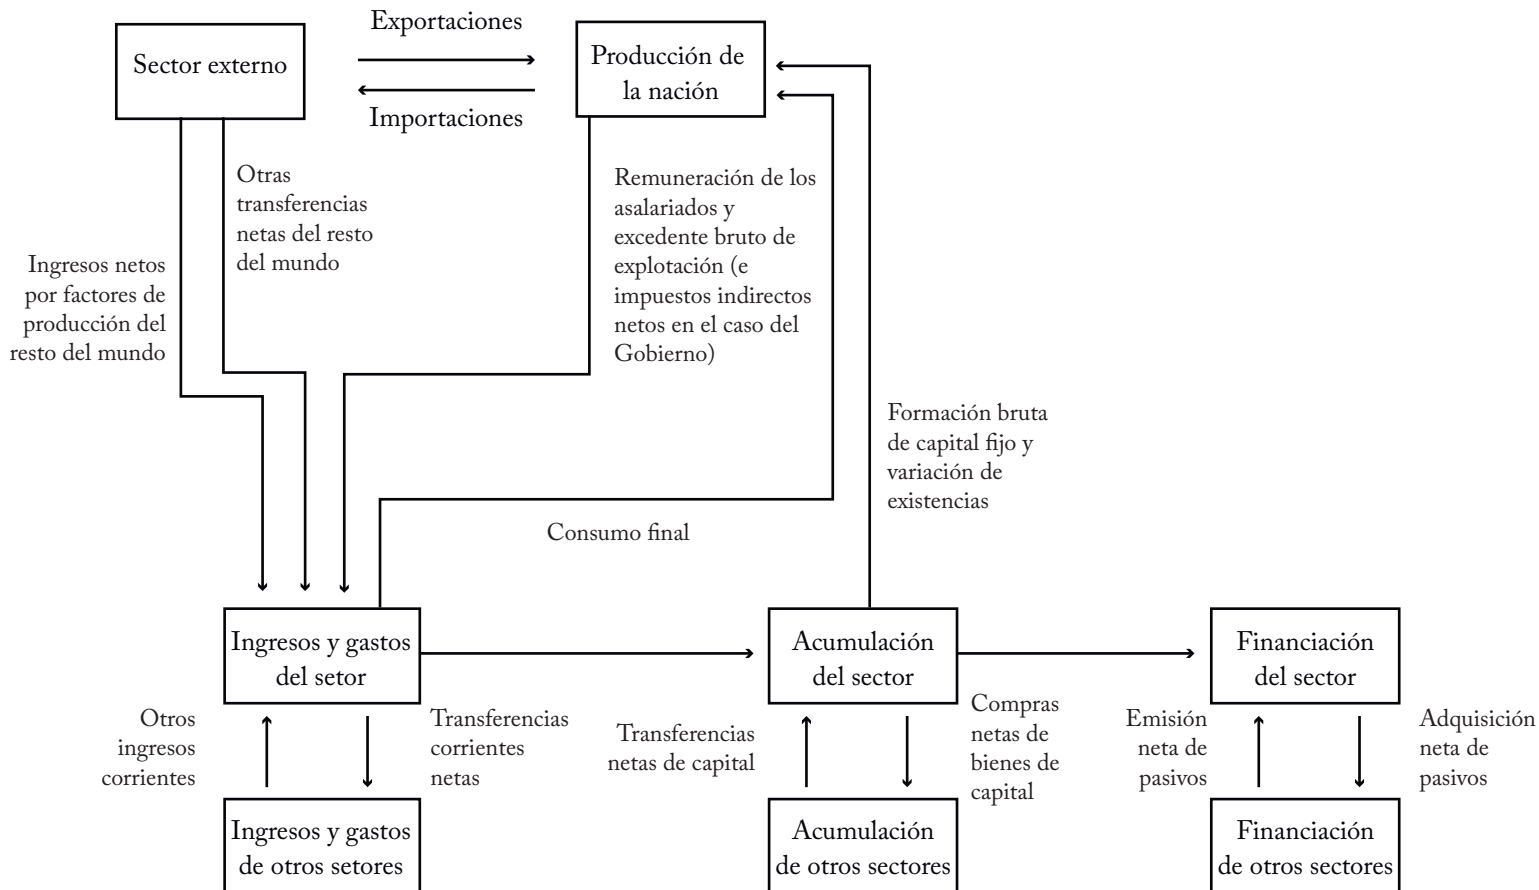 Exportaciones
Sector externo
Producción de
la nación
Importaciones
Otras
transferencias
netas del resto
del mundo
Remuneración de los
asalariados y
excedente bruto de
explotación (e
impuestos indirectos
netos en el caso del
Gobierno)
Ingresos netos
por factores de
producción del
resto del mundo
Formación bruta
de capital fijo y
variación de
existencias
Consumo final
Ingresos y gastos
del setor
Acumulación
del sector
Financiación
del sector
Otros
ingresos
corrientes
Transferencias
corrientes
netas
Transferencias
netas de capital
Compras
netas de
bienes de
capital
Emisión
neta de
pasivos
Adquisición
neta de
pasivos
Ingresos y gastos
de otros setores
Acumulación
de otros sectores
Financiación
de otros sectores